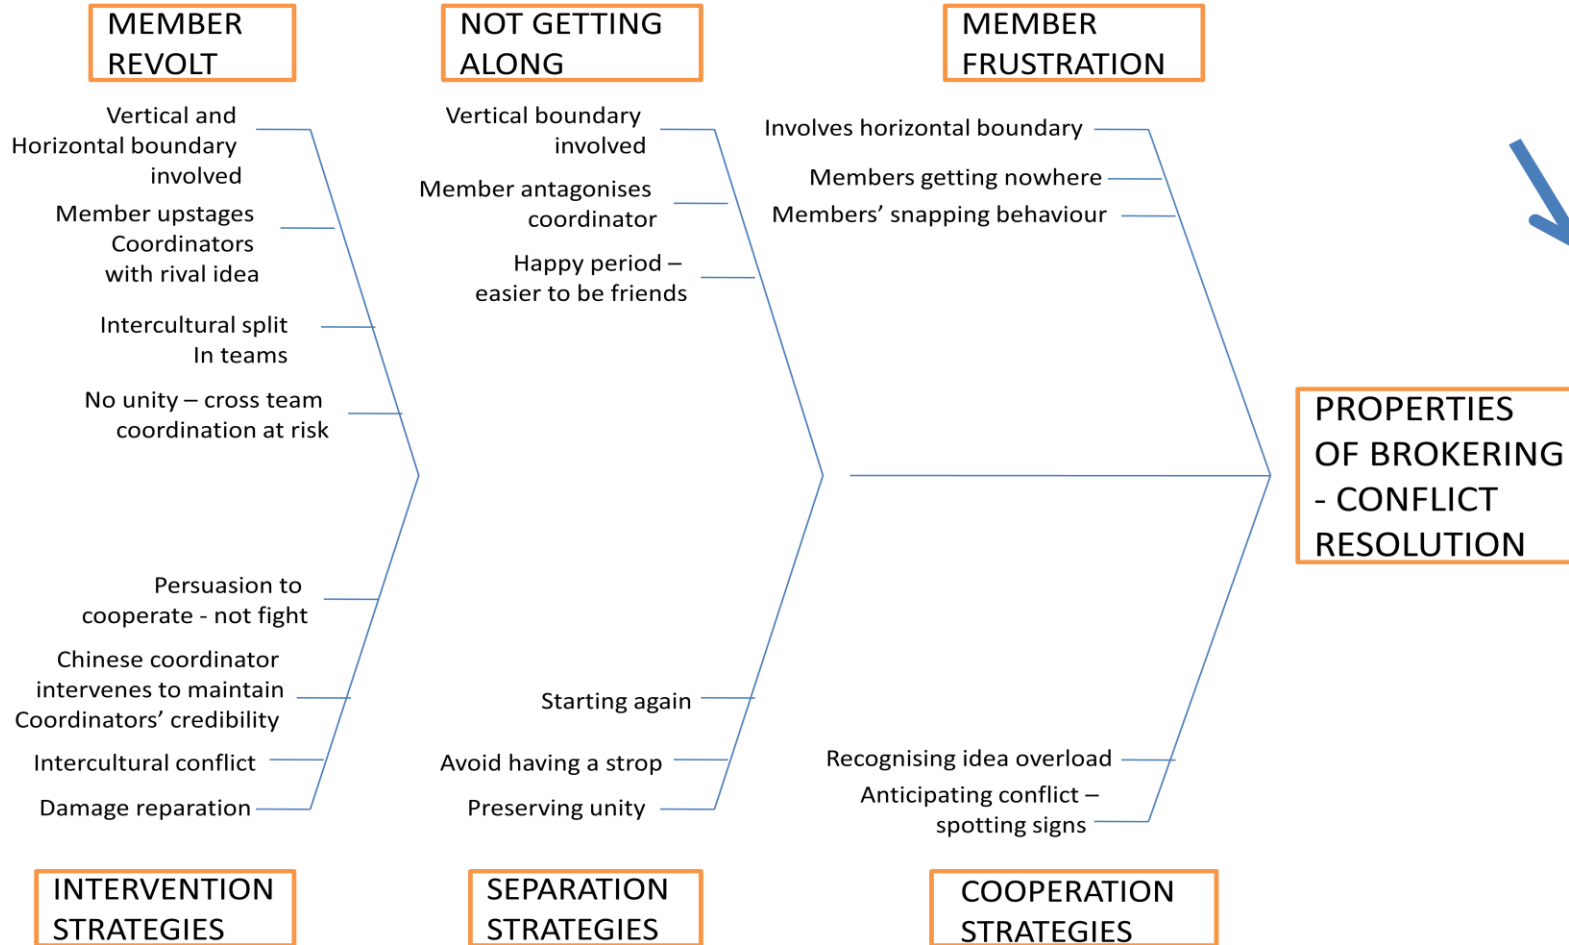 MEMBER
REVOLT
NOT GETTING
ALONG
MEMBER
FRUSTRATION
Vertical and
Horizontal boundary
involved
Member upstages
Coordinators
with rival idea
Intercultural split
In teams
No unity – cross team
coordination at risk
Vertical boundary
involved
Member antagonises
coordinator
Happy period –
easier to be friends
Involves horizontal boundary
Members getting nowhere
Members’ snapping behaviour
PROPERTIES
OF BROKERING
- CONFLICT
RESOLUTION
Persuasion to
cooperate - not fight
Chinese coordinator
intervenes to maintain
Coordinators’ credibility
Intercultural conflict
Damage reparation
Starting again
Avoid having a strop
Preserving unity
Recognising idea overload
Anticipating conflict –
spotting signs
INTERVENTION
STRATEGIES
SEPARATION
STRATEGIES
COOPERATION
STRATEGIES